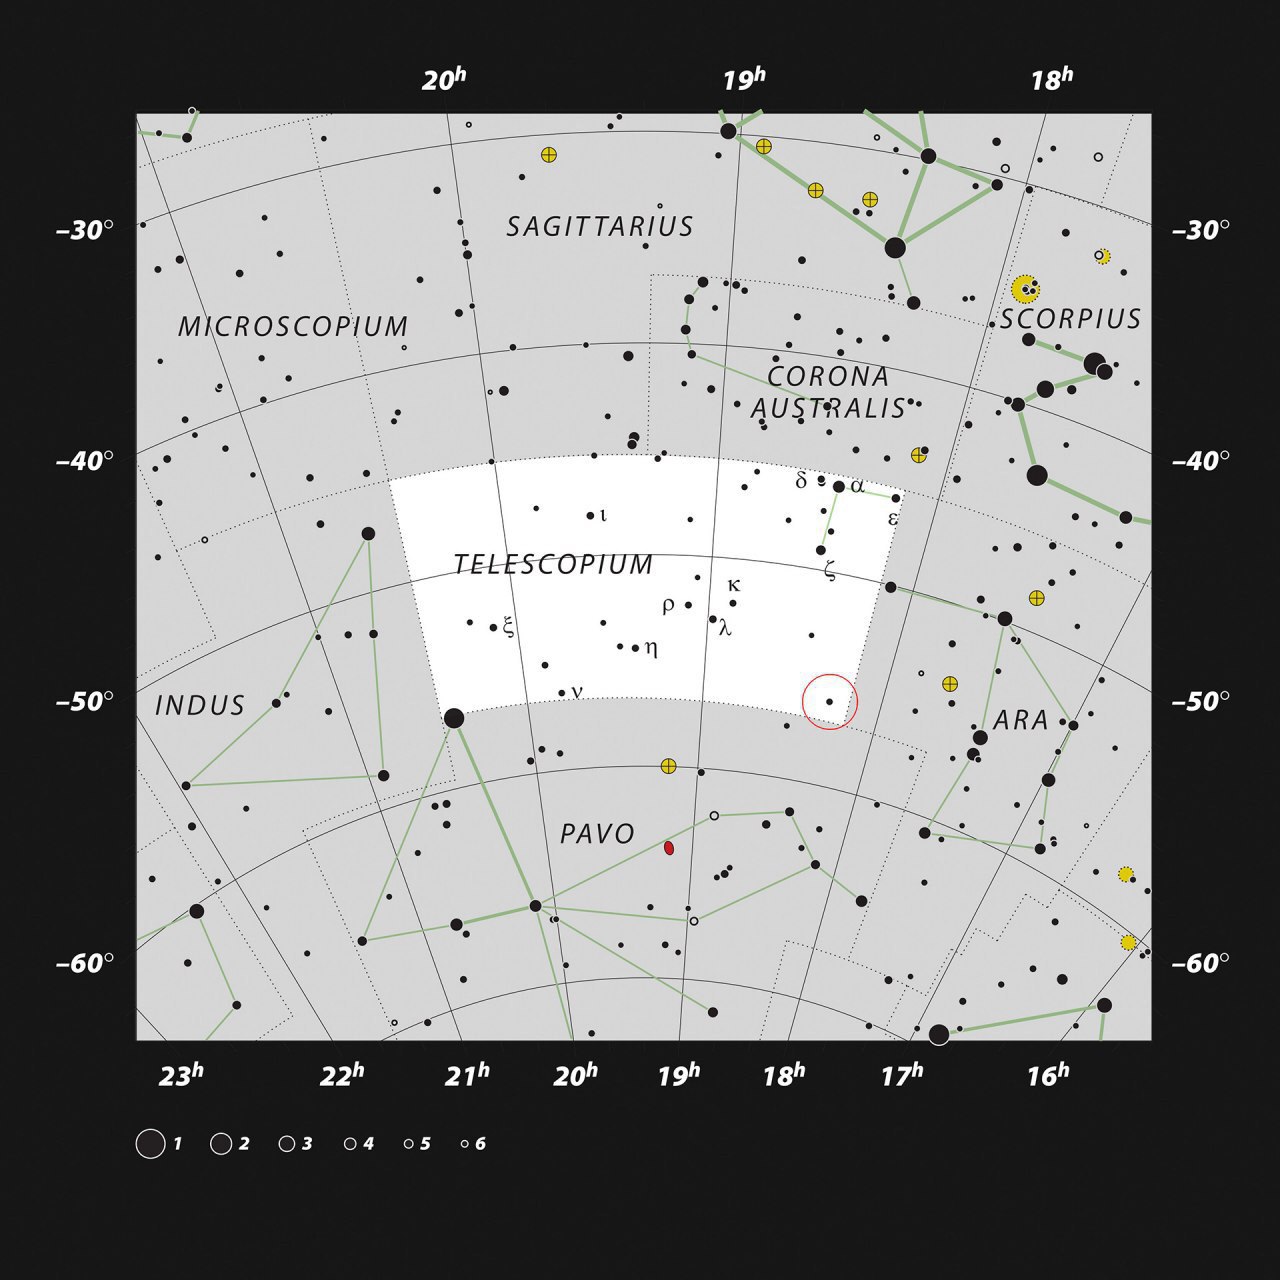 20h 19h 18h
–30° –30°
SAGITTARIUS
MICROSCOPIUM
SCORPIUS
CORONA
AUSTRALIS
–40° –40°
δ α
ε
ι
TELESCOPIUM
ζ
κ
ρ
λ
ξ
η
ν
–50° –50°
INDUS
ARA
PAVO
–60° –60°
23h 22h 21h 20h 19h 18h 17h 16h
1 2 3 4 5 6